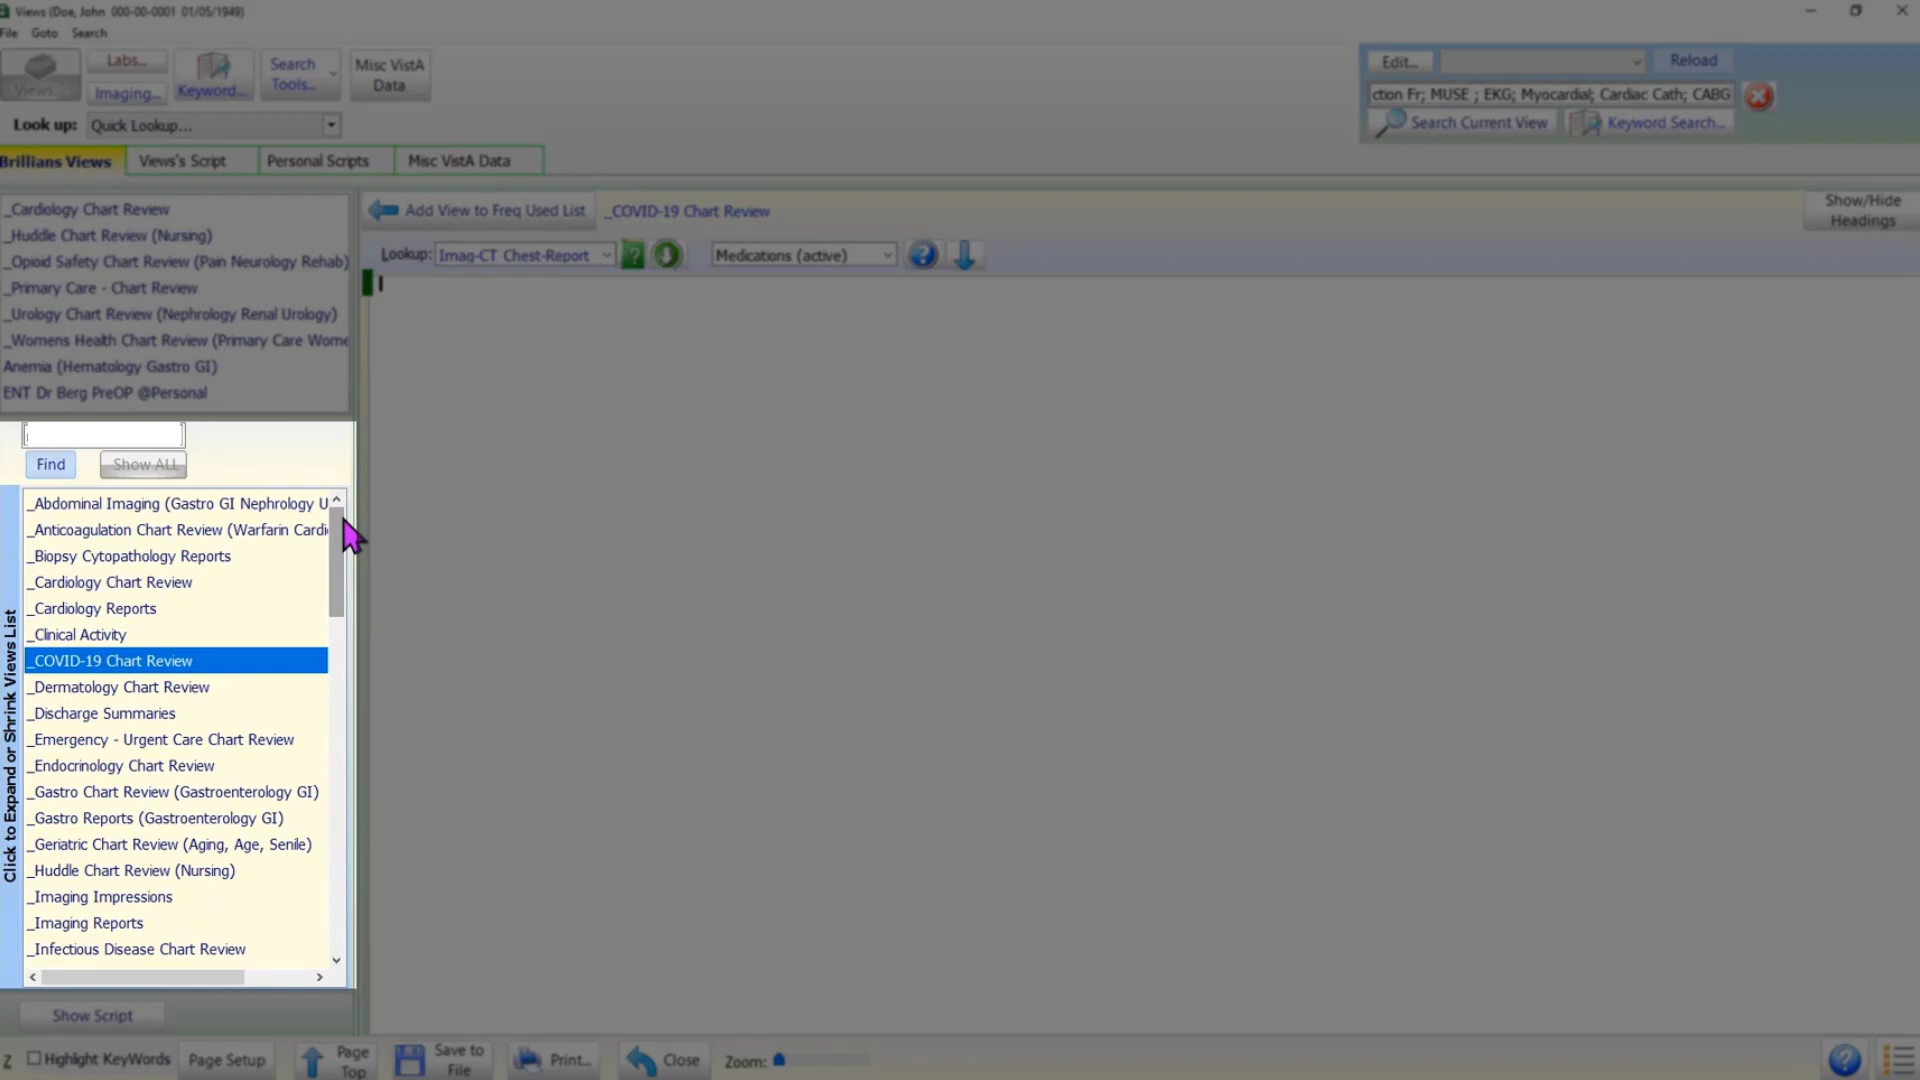 Views (Doe, John 000-00-0001 01/05/1949)
File Goto Search
Views...
Labs...
Imaging...
Keyword...
Search
Tools...
Misc VistA
Data
Look up: Quick Lookup...
Edit...
Reload
ction Fr; MUSE ; EKG; Myocardial; Cardiac Cath; CABG
Search Current View
Keyword Search...
Brillians Views
Views's Script
Personal Scripts
Misc VistA Data
_Cardiology Chart Review
_Huddle Chart Review (Nursing)
_Opioid Safety Chart Review (Pain Neurology Rehab)
_Primary Care - Chart Review
_Urology Chart Review (Nephrology Renal Urology)
_Womens Health Chart Review (Primary Care Wome
Anemia (Hematology Gastro GI)
ENT Dr Berg PreOP @Personal
Add View to Freq Used List
_COVID-19 Chart Review
Show/Hide
Headings
Lookup: Imag-CT Chest-Report
?
Medications (active)
?
Find
Show ALL
Click to Expand or Shrink Views List
_Abdominal Imaging (Gastro GI Nephrology U
_Anticoagulation Chart Review (Warfarin Cardi
_Biopsy Cytopathology Reports
_Cardiology Chart Review
_Cardiology Reports
_Clinical Activity
_COVID-19 Chart Review
_Dermatology Chart Review
_Discharge Summaries
_Emergency - Urgent Care Chart Review
_Endocrinology Chart Review
_Gastro Chart Review (Gastroenterology GI)
_Gastro Reports (Gastroenterology GI)
_Geriatric Chart Review (Aging, Age, Senile)
_Huddle Chart Review (Nursing)
_Imaging Impressions
_Imaging Reports
_Infectious Disease Chart Review
Show Script
Z
Highlight KeyWords
Page Setup
Page
Top
Save to
File
Print...
Close
Zoom:
?